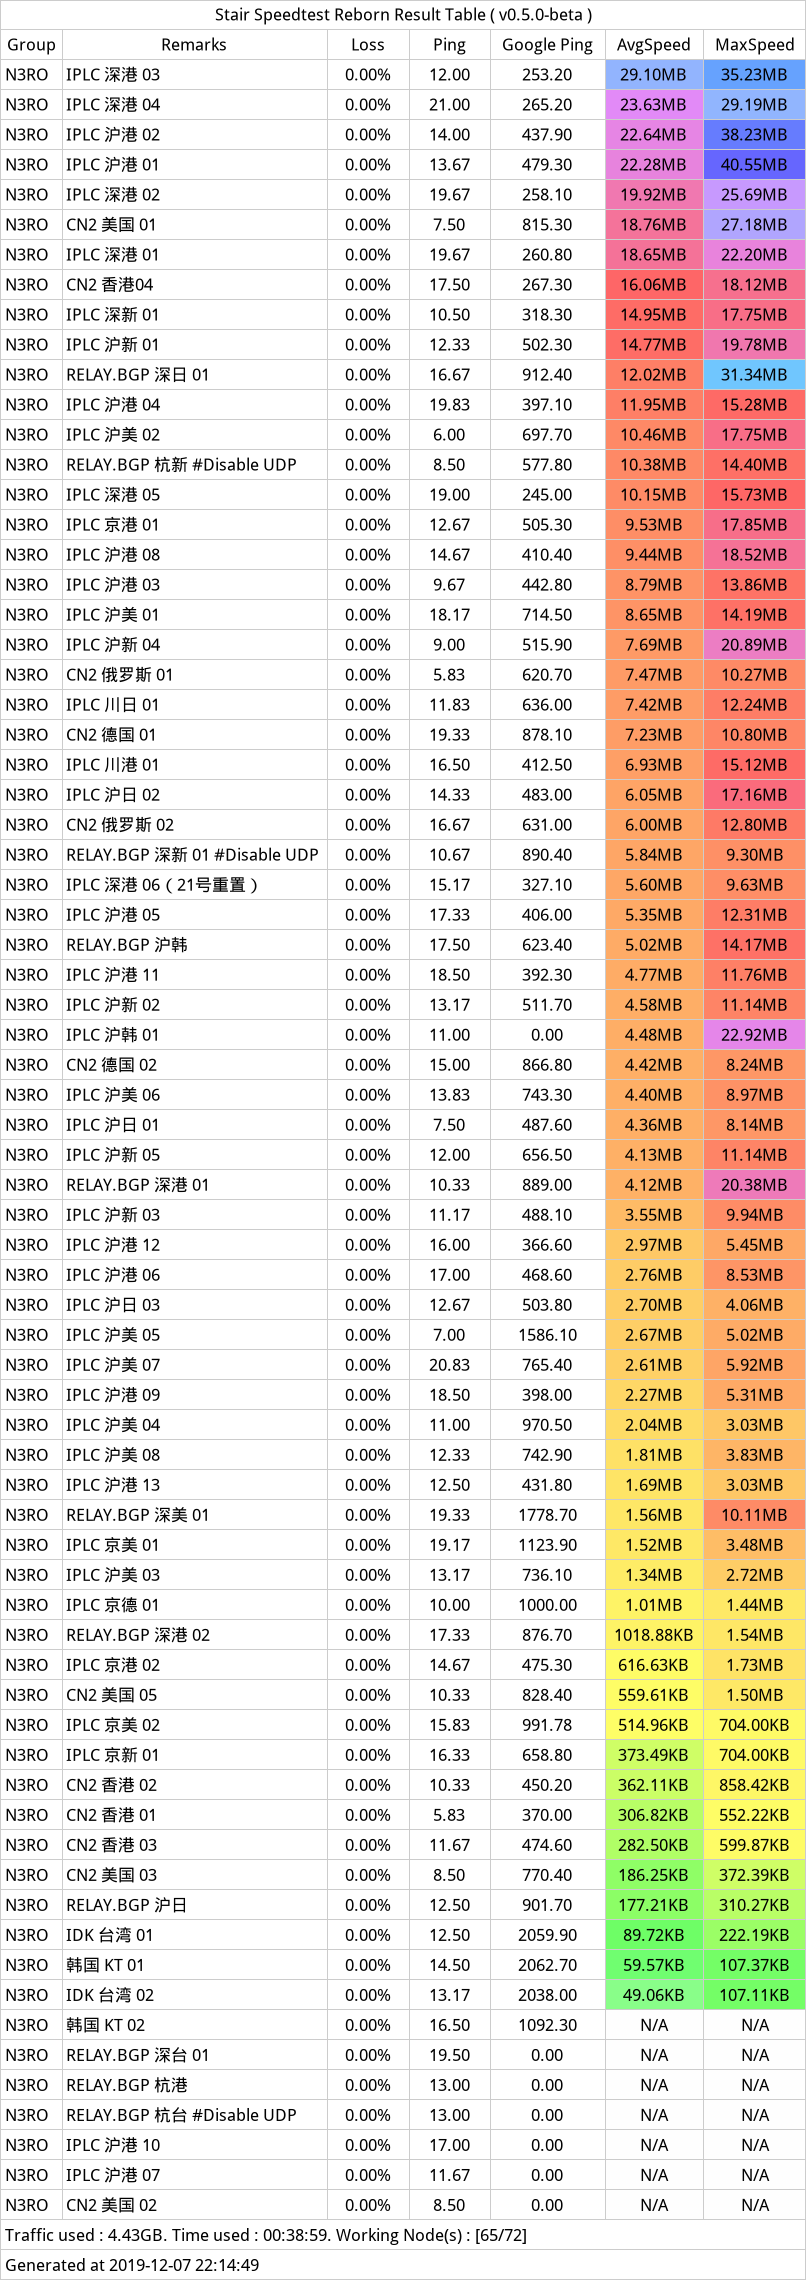 Stair Speedtest Reborn Result Table ( v0.5.0-beta )
Group Remarks Loss Ping Google Ping AvgSpeed MaxSpeed
N3RO IPLC 深港 03 0.00% 12.00 253.20 29.10MB 35.23MB
N3RO IPLC 深港 04 0.00% 21.00 265.20 23.63MB 29.19MB
N3RO IPLC 沪港 02 0.00% 14.00 437.90 22.64MB 38.23MB
N3RO IPLC 沪港 01 0.00% 13.67 479.30 22.28MB 40.55MB
N3RO IPLC 深港 02 0.00% 19.67 258.10 19.92MB 25.69MB
N3RO CN2 美国 01 0.00% 7.50 815.30 18.76MB 27.18MB
N3RO IPLC 深港 01 0.00% 19.67 260.80 18.65MB 22.20MB
N3RO CN2 香港04 0.00% 17.50 267.30 16.06MB 18.12MB
N3RO IPLC 深新 01 0.00% 10.50 318.30 14.95MB 17.75MB
N3RO IPLC 沪新 01 0.00% 12.33 502.30 14.77MB 19.78MB
N3RO RELAY.BGP 深日 01 0.00% 16.67 912.40 12.02MB 31.34MB
N3RO IPLC 沪港 04 0.00% 19.83 397.10 11.95MB 15.28MB
N3RO IPLC 沪美 02 0.00% 6.00 697.70 10.46MB 17.75MB
N3RO RELAY.BGP 杭新 #Disable UDP 0.00% 8.50 577.80 10.38MB 14.40MB
N3RO IPLC 深港 05 0.00% 19.00 245.00 10.15MB 15.73MB
N3RO IPLC 京港 01 0.00% 12.67 505.30 9.53MB 17.85MB
N3RO IPLC 沪港 08 0.00% 14.67 410.40 9.44MB 18.52MB
N3RO IPLC 沪港 03 0.00% 9.67 442.80 8.79MB 13.86MB
N3RO IPLC 沪美 01 0.00% 18.17 714.50 8.65MB 14.19MB
N3RO IPLC 沪新 04 0.00% 9.00 515.90 7.69MB 20.89MB
N3RO CN2 俄罗斯 01 0.00% 5.83 620.70 7.47MB 10.27MB
N3RO IPLC 川日 01 0.00% 11.83 636.00 7.42MB 12.24MB
N3RO CN2 德国 01 0.00% 19.33 878.10 7.23MB 10.80MB
N3RO IPLC 川港 01 0.00% 16.50 412.50 6.93MB 15.12MB
N3RO IPLC 沪日 02 0.00% 14.33 483.00 6.05MB 17.16MB
N3RO CN2 俄罗斯 02 0.00% 16.67 631.00 6.00MB 12.80MB
N3RO RELAY.BGP 深新 01 #Disable UDP 0.00% 10.67 890.40 5.84MB 9.30MB
N3RO IPLC 深港 06（21号重置） 0.00% 15.17 327.10 5.60MB 9.63MB
N3RO IPLC 沪港 05 0.00% 17.33 406.00 5.35MB 12.31MB
N3RO RELAY.BGP 沪韩 0.00% 17.50 623.40 5.02MB 14.17MB
N3RO IPLC 沪港 11 0.00% 18.50 392.30 4.77MB 11.76MB
N3RO IPLC 沪新 02 0.00% 13.17 511.70 4.58MB 11.14MB
N3RO IPLC 沪韩 01 0.00% 11.00 0.00 4.48MB 22.92MB
N3RO CN2 德国 02 0.00% 15.00 866.80 4.42MB 8.24MB
N3RO IPLC 沪美 06 0.00% 13.83 743.30 4.40MB 8.97MB
N3RO IPLC 沪日 01 0.00% 7.50 487.60 4.36MB 8.14MB
N3RO IPLC 沪新 05 0.00% 12.00 656.50 4.13MB 11.14MB
N3RO RELAY.BGP 深港 01 0.00% 10.33 889.00 4.12MB 20.38MB
N3RO IPLC 沪新 03 0.00% 11.17 488.10 3.55MB 9.94MB
N3RO IPLC 沪港 12 0.00% 16.00 366.60 2.97MB 5.45MB
N3RO IPLC 沪港 06 0.00% 17.00 468.60 2.76MB 8.53MB
N3RO IPLC 沪日 03 0.00% 12.67 503.80 2.70MB 4.06MB
N3RO IPLC 沪美 05 0.00% 7.00 1586.10 2.67MB 5.02MB
N3RO IPLC 沪美 07 0.00% 20.83 765.40 2.61MB 5.92MB
N3RO IPLC 沪港 09 0.00% 18.50 398.00 2.27MB 5.31MB
N3RO IPLC 沪美 04 0.00% 11.00 970.50 2.04MB 3.03MB
N3RO IPLC 沪美 08 0.00% 12.33 742.90 1.81MB 3.83MB
N3RO IPLC 沪港 13 0.00% 12.50 431.80 1.69MB 3.03MB
N3RO RELAY.BGP 深美 01 0.00% 19.33 1778.70 1.56MB 10.11MB
N3RO IPLC 京美 01 0.00% 19.17 1123.90 1.52MB 3.48MB
N3RO IPLC 沪美 03 0.00% 13.17 736.10 1.34MB 2.72MB
N3RO IPLC 京德 01 0.00% 10.00 1000.00 1.01MB 1.44MB
N3RO RELAY.BGP 深港 02 0.00% 17.33 876.70 1018.88KB 1.54MB
N3RO IPLC 京港 02 0.00% 14.67 475.30 616.63KB 1.73MB
N3RO CN2 美国 05 0.00% 10.33 828.40 559.61KB 1.50MB
N3RO IPLC 京美 02 0.00% 15.83 991.78 514.96KB 704.00KB
N3RO IPLC 京新 01 0.00% 16.33 658.80 373.49KB 704.00KB
N3RO CN2 香港 02 0.00% 10.33 450.20 362.11KB 858.42KB
N3RO CN2 香港 01 0.00% 5.83 370.00 306.82KB 552.22KB
N3RO CN2 香港 03 0.00% 11.67 474.60 282.50KB 599.87KB
N3RO CN2 美国 03 0.00% 8.50 770.40 186.25KB 372.39KB
N3RO RELAY.BGP 沪日 0.00% 12.50 901.70 177.21KB 310.27KB
N3RO IDK 台湾 01 0.00% 12.50 2059.90 89.72KB 222.19KB
N3RO 韩国 KT 01 0.00% 14.50 2062.70 59.57KB 107.37KB
N3RO IDK 台湾 02 0.00% 13.17 2038.00 49.06KB 107.11KB
N3RO 韩国 KT 02 0.00% 16.50 1092.30 N/A N/A
N3RO RELAY.BGP 深台 01 0.00% 19.50 0.00 N/A N/A
N3RO RELAY.BGP 杭港 0.00% 13.00 0.00 N/A N/A
N3RO RELAY.BGP 杭台 #Disable UDP 0.00% 13.00 0.00 N/A N/A
N3RO IPLC 沪港 10 0.00% 17.00 0.00 N/A N/A
N3RO IPLC 沪港 07 0.00% 11.67 0.00 N/A N/A
N3RO CN2 美国 02 0.00% 8.50 0.00 N/A N/A
Traffic used : 4.43GB. Time used : 00:38:59. Working Node(s) : [65/72]
Generated at 2019-12-07 22:14:49